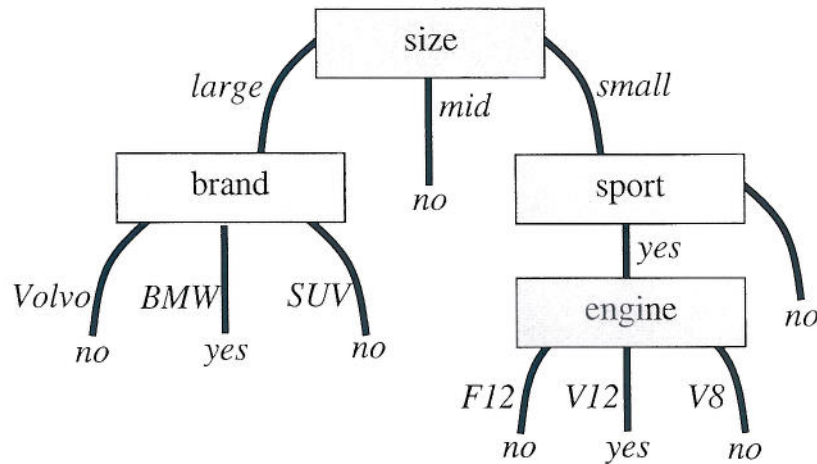 size
large
mid
small
brand
sport
no
yes
Volvo
BMW
SUV
engine
no
no
yes
no
F12
V12
V8
no
yes
no